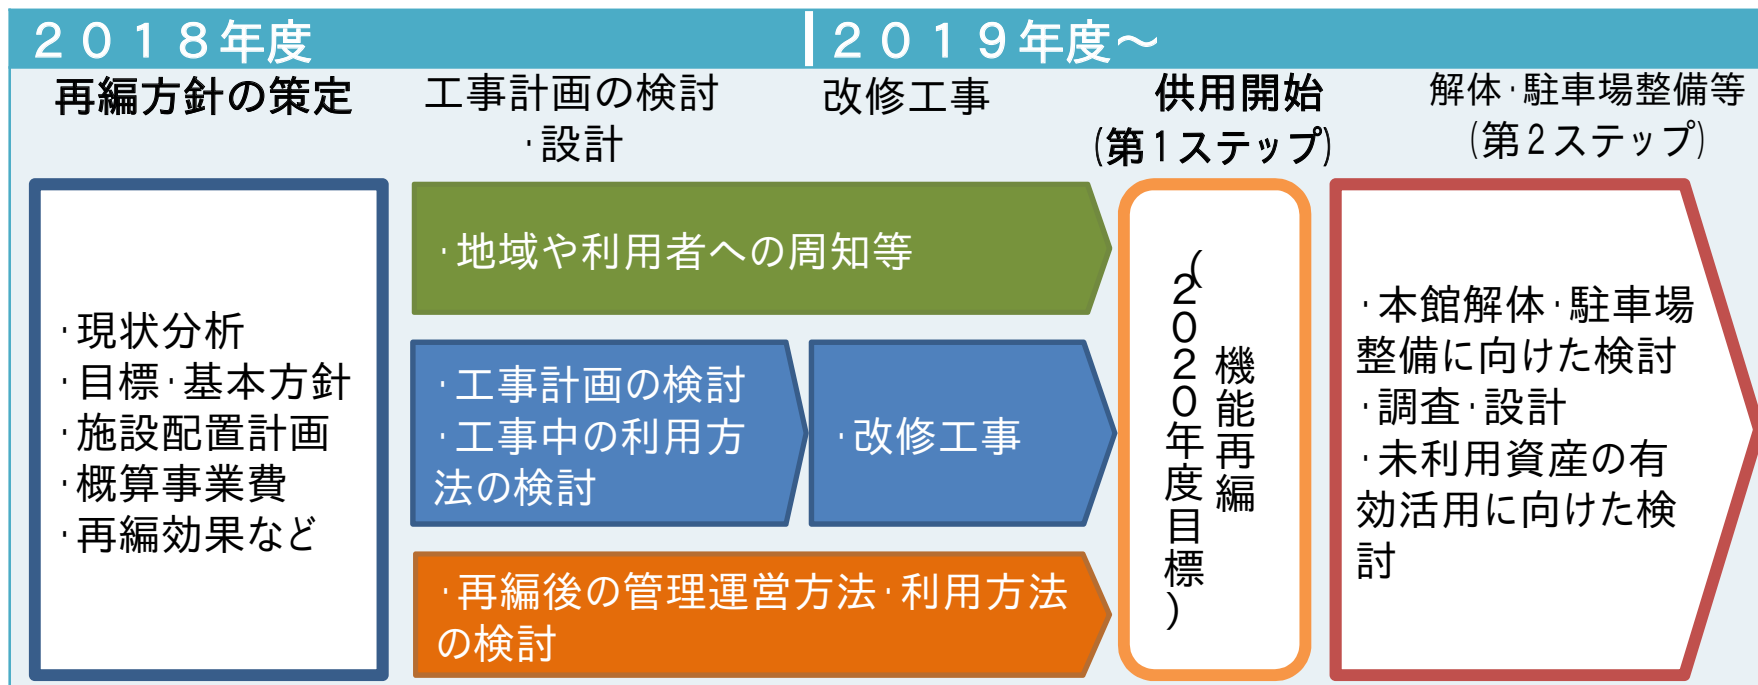 ２０１８年度
２０１９年度～
再編方針の策定
工事計画の検討
・設計
改修工事
供用開始
(第１ステップ)
解体・駐車場整備等
(第２ステップ)
・現状分析
・目標・基本方針
・施設配置計画
・概算事業費
・再編効果など
・地域や利用者への周知等
・工事計画の検討
・工事中の利用方
法の検討
・改修工事
・再編後の管理運営方法・利用方法
の検討
機能再編
(２０２０年度目標)
・本館解体・駐車場
整備に向けた検討
・調査・設計
・未利用資産の有
効活用に向けた検
討